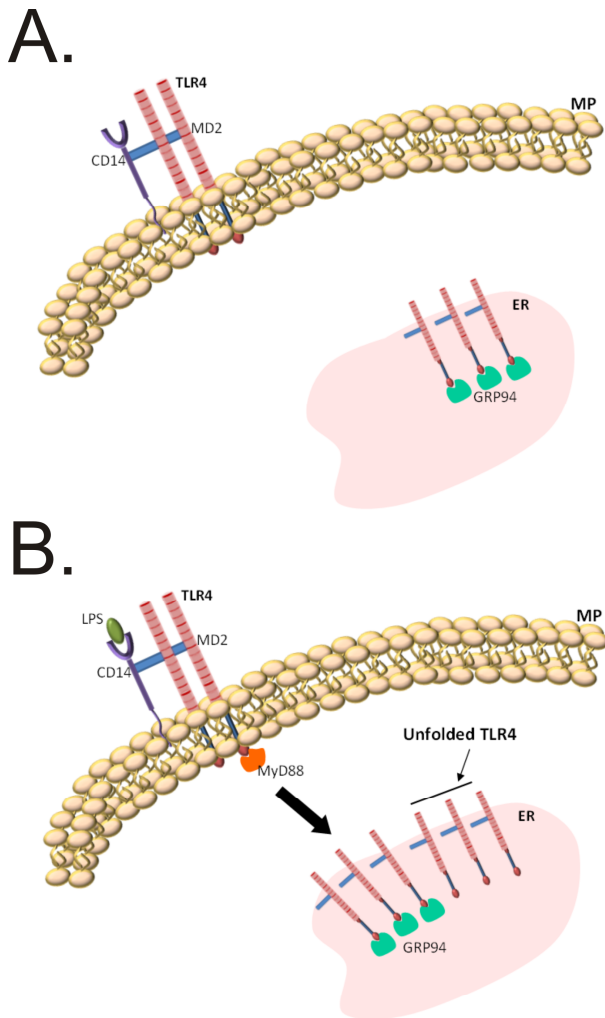 A.
TLR4
MP
MD2
CD14
ER
GRP94
B.
TLR4
LPS
MP
MD2
CD14
Unfolded TLR4
MyD88
ER
GRP94